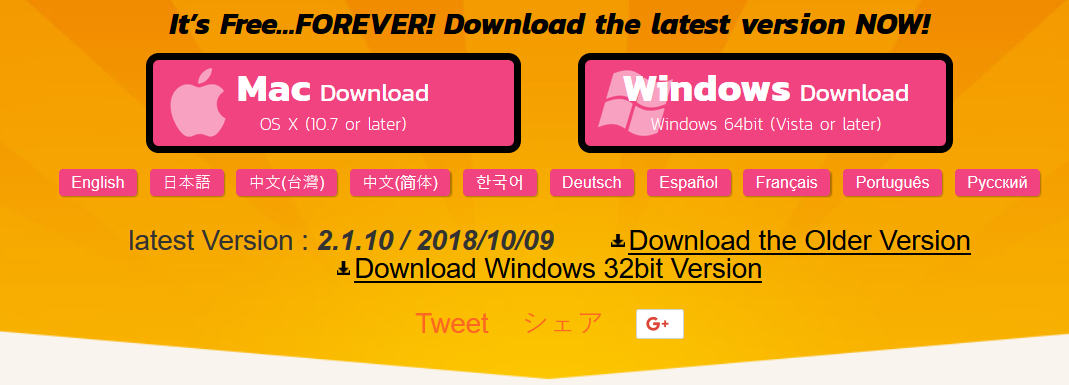 It's Free...FOREVER! Download the latest version NOW!
Mac Download
OS X (10.7 or later)
Windows Download
Windows 64bit (Vista or later)
English 日本語 中文(台灣) 中文(简体) 한국어 Deutsch Español Français Português Русский
latest Version : 2.1.10 / 2018/10/09 Download the Older Version
Download Windows 32bit Version
Tweet シェア G+